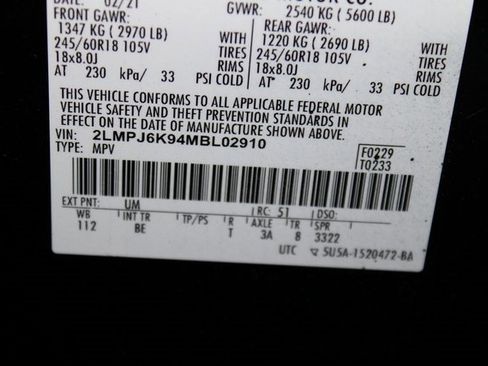 DATE: 02/21 GVWR: 2540 KG ( 5600 LB)
FRONT GAWR: REAR GAWR:
1347 KG ( 2970 LB) WITH 1220 KG ( 2690 LB) WITH
245/60R18 105V TIRES 245/60R18 105V TIRES
18x8.0J RIMS 18x8.0J RIMS
AT 230 kPa/ 33 PSI COLD AT 230 kPa/ 33 PSI COLD
THIS VEHICLE CONFORMS TO ALL APPLICABLE FEDERAL MOTOR
VEHICLE SAFETY AND THEFT PREVENTION STANDARDS IN
EFFECT ON THE DATE OF MANUFACTURE SHOWN ABOVE.
VIN: 2LMPJ6K94MBL02910
TYPE: MPV F0229
T0233
EXT PNT: UM RC: 51 DSO:
WB INT TR TP/PS R AXLE TR SPR
112 BE T 3A 8 3322
UTC 5U5A-1520472-BA